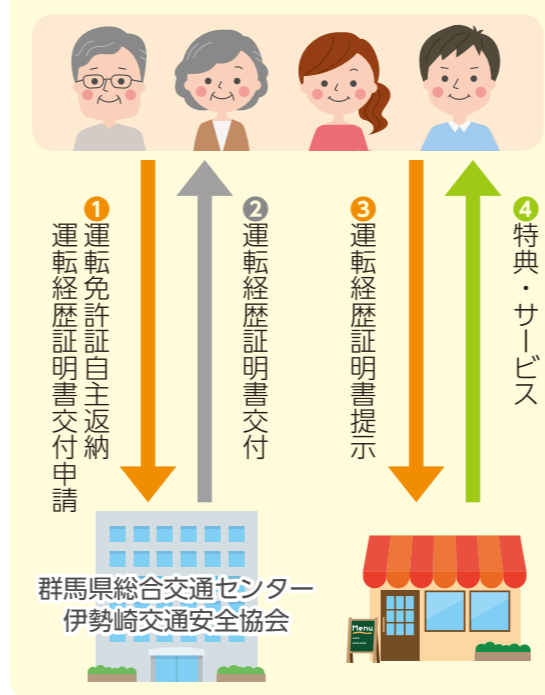 ❶運転免許証自主返納
運転経歴証明書交付申請
❷運転経歴証明書交付
❸運転経歴証明書提示
❹特典・サービス
群馬県総合交通センター
伊勢崎交通安全協会
Menu